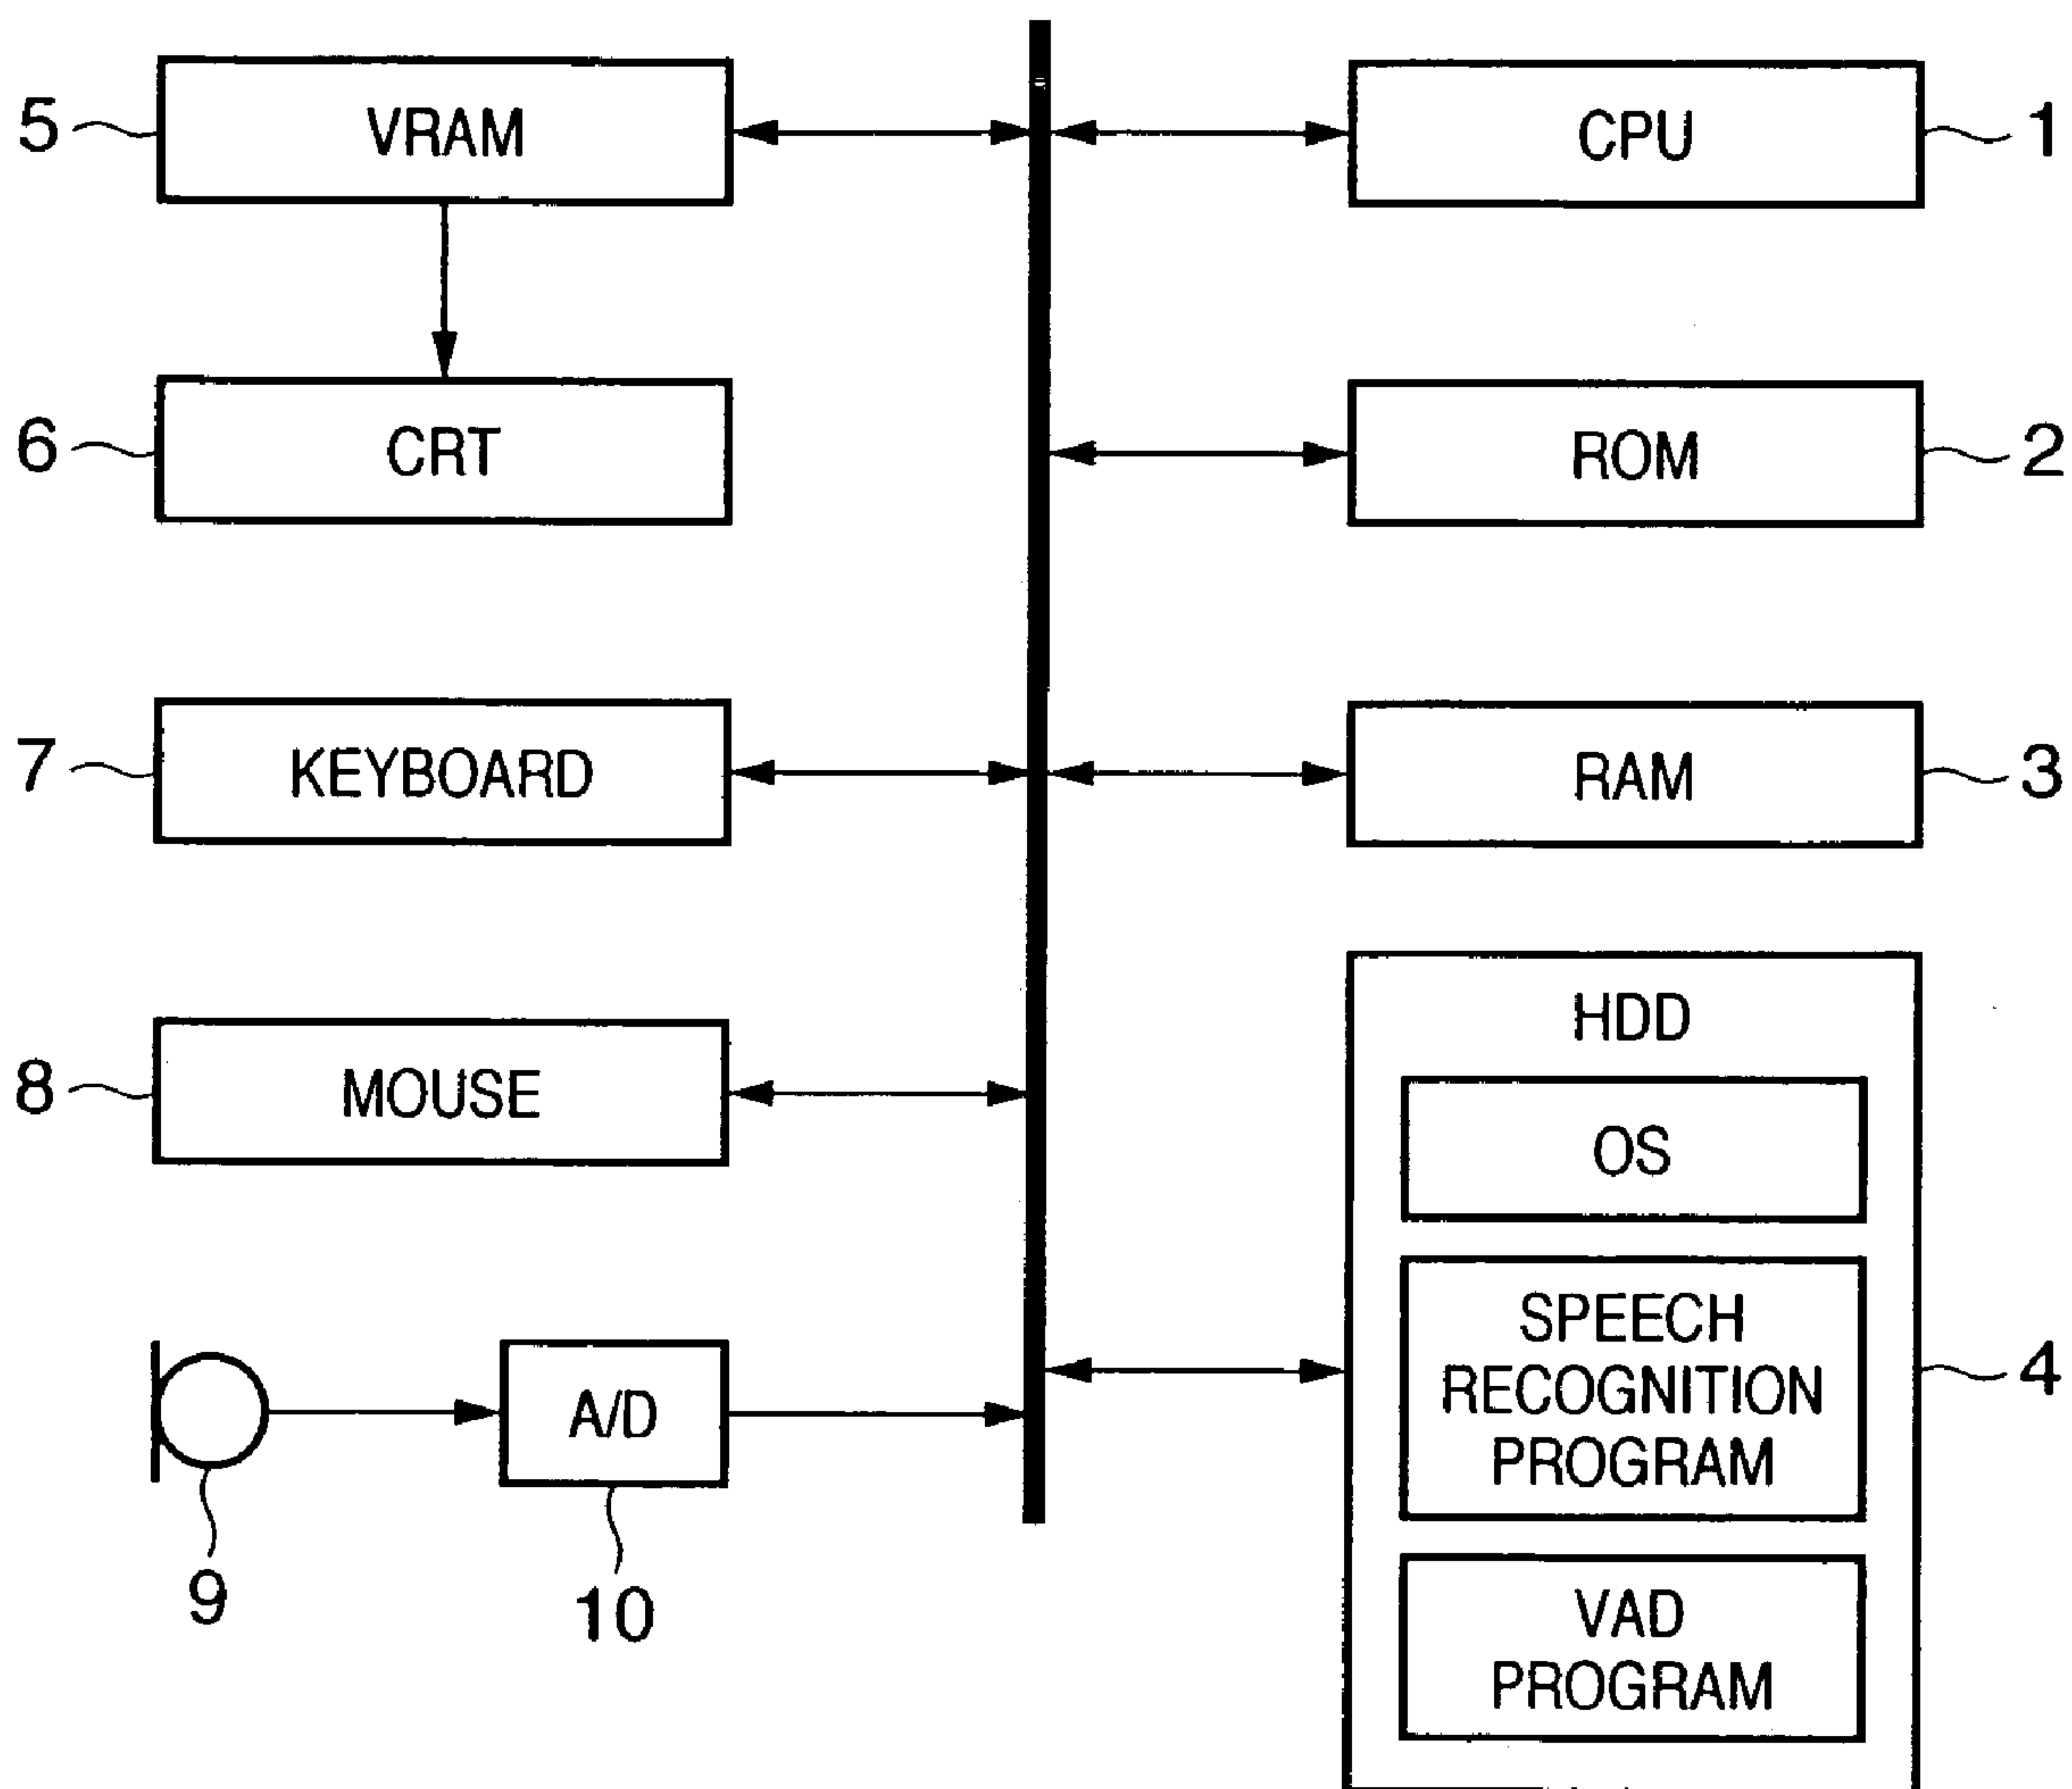 5
VRAM
CPU
1
6
CRT
ROM
2
7
KEYBOARD
RAM
3
8
MOUSE
HDD
OS
SPEECH
RECOGNITION
PROGRAM
4
A/D
9
10
VAD
PROGRAM